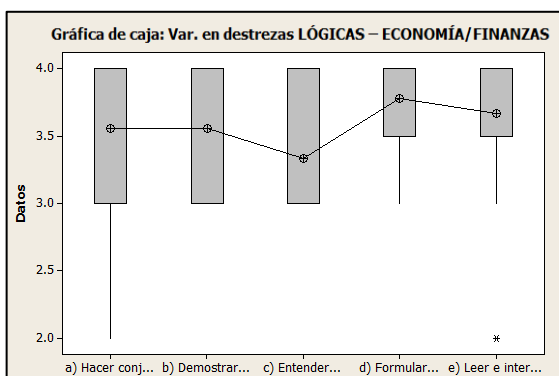 Gráfica de caja: Var. en destrezas LÓGICAS – ECONOMÍA/FINANZAS
4.0
3.5
3.0
2.5
2.0
Datos
a) Hacer conj... b) Demostrar... c) Entender... d) Formular... e) Leer e inter...